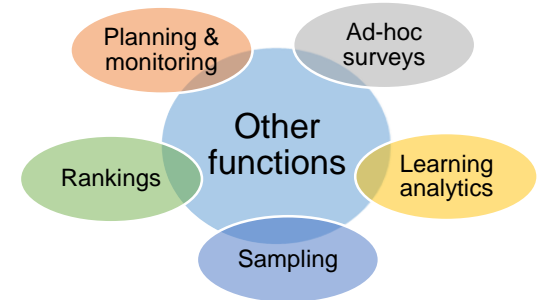 Planning &
monitoring
Ad-hoc
surveys
Other
functions
Rankings
Learning
analytics
Sampling